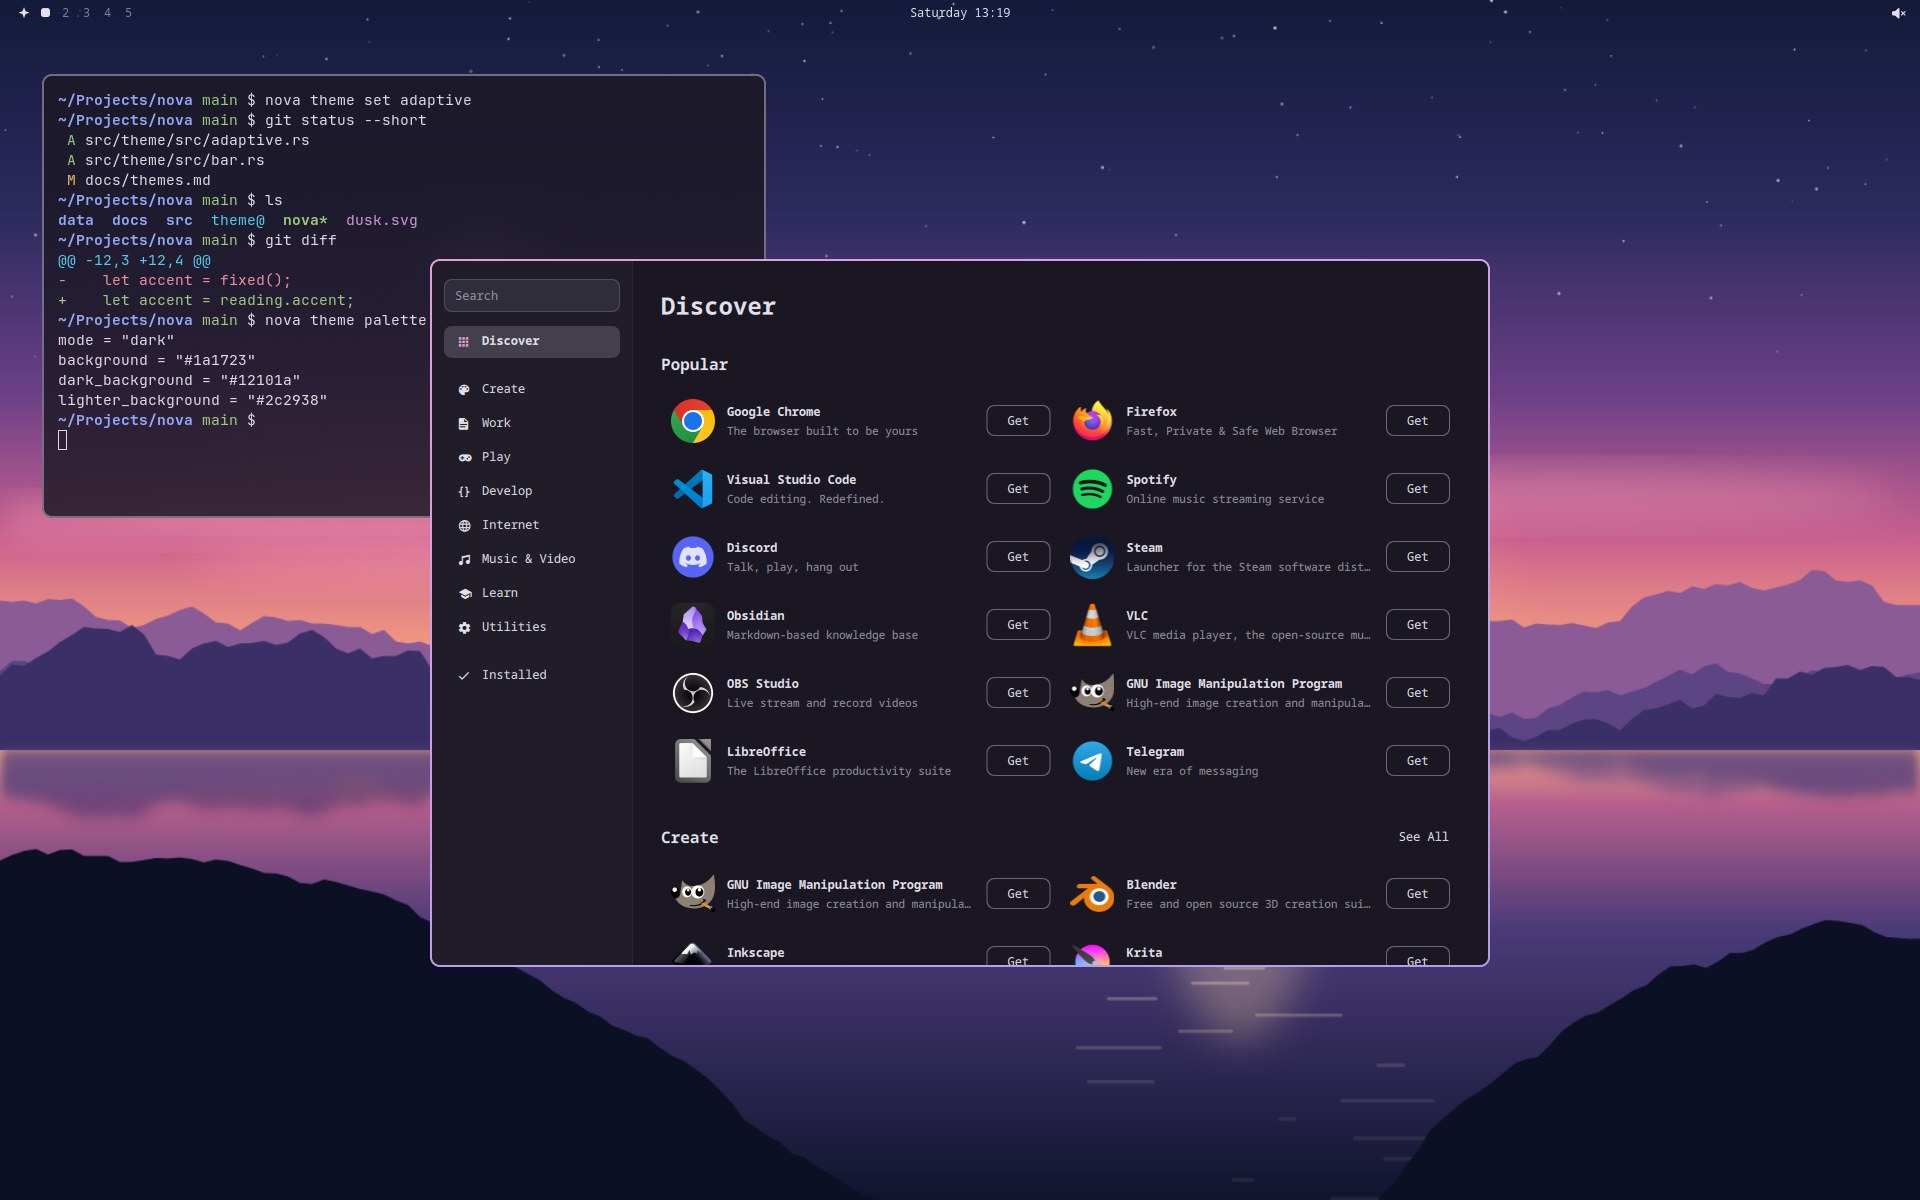 2 3 4 5
Saturday 13:19
~/Projects/nova main $ nova theme set adaptive
~/Projects/nova main $ git status --short
A src/theme/src/adaptive.rs
A src/theme/src/bar.rs
M docs/themes.md
~/Projects/nova main $ ls
data docs src theme@ nova* dusk.svg
~/Projects/nova main $ git diff
@@ -12,3 +12,4 @@
-    let accent = fixed();
+    let accent = reading.accent;
~/Projects/nova main $ nova theme palette
mode = "dark"
background = "#1a1723"
dark_background = "#12101a"
lighter_background = "#2c2938"
~/Projects/nova main $
Search
Discover
Create
Work
Play
Develop
Internet
Music & Video
Learn
Utilities
Installed
Discover
Popular
Google Chrome
The browser built to be yours
Get
Firefox
Fast, Private & Safe Web Browser
Get
Visual Studio Code
Code editing. Redefined.
Get
Spotify
Online music streaming service
Get
Discord
Talk, play, hang out
Get
Steam
Launcher for the Steam software dist…
Get
Obsidian
Markdown-based knowledge base
Get
VLC
VLC media player, the open-source mu…
Get
OBS Studio
Live stream and record videos
Get
GNU Image Manipulation Program
High-end image creation and manipula…
Get
LibreOffice
The LibreOffice productivity suite
Get
Telegram
New era of messaging
Get
Create
See All
GNU Image Manipulation Program
High-end image creation and manipula…
Get
Blender
Free and open source 3D creation sui…
Get
Inkscape
Get
Krita
Get